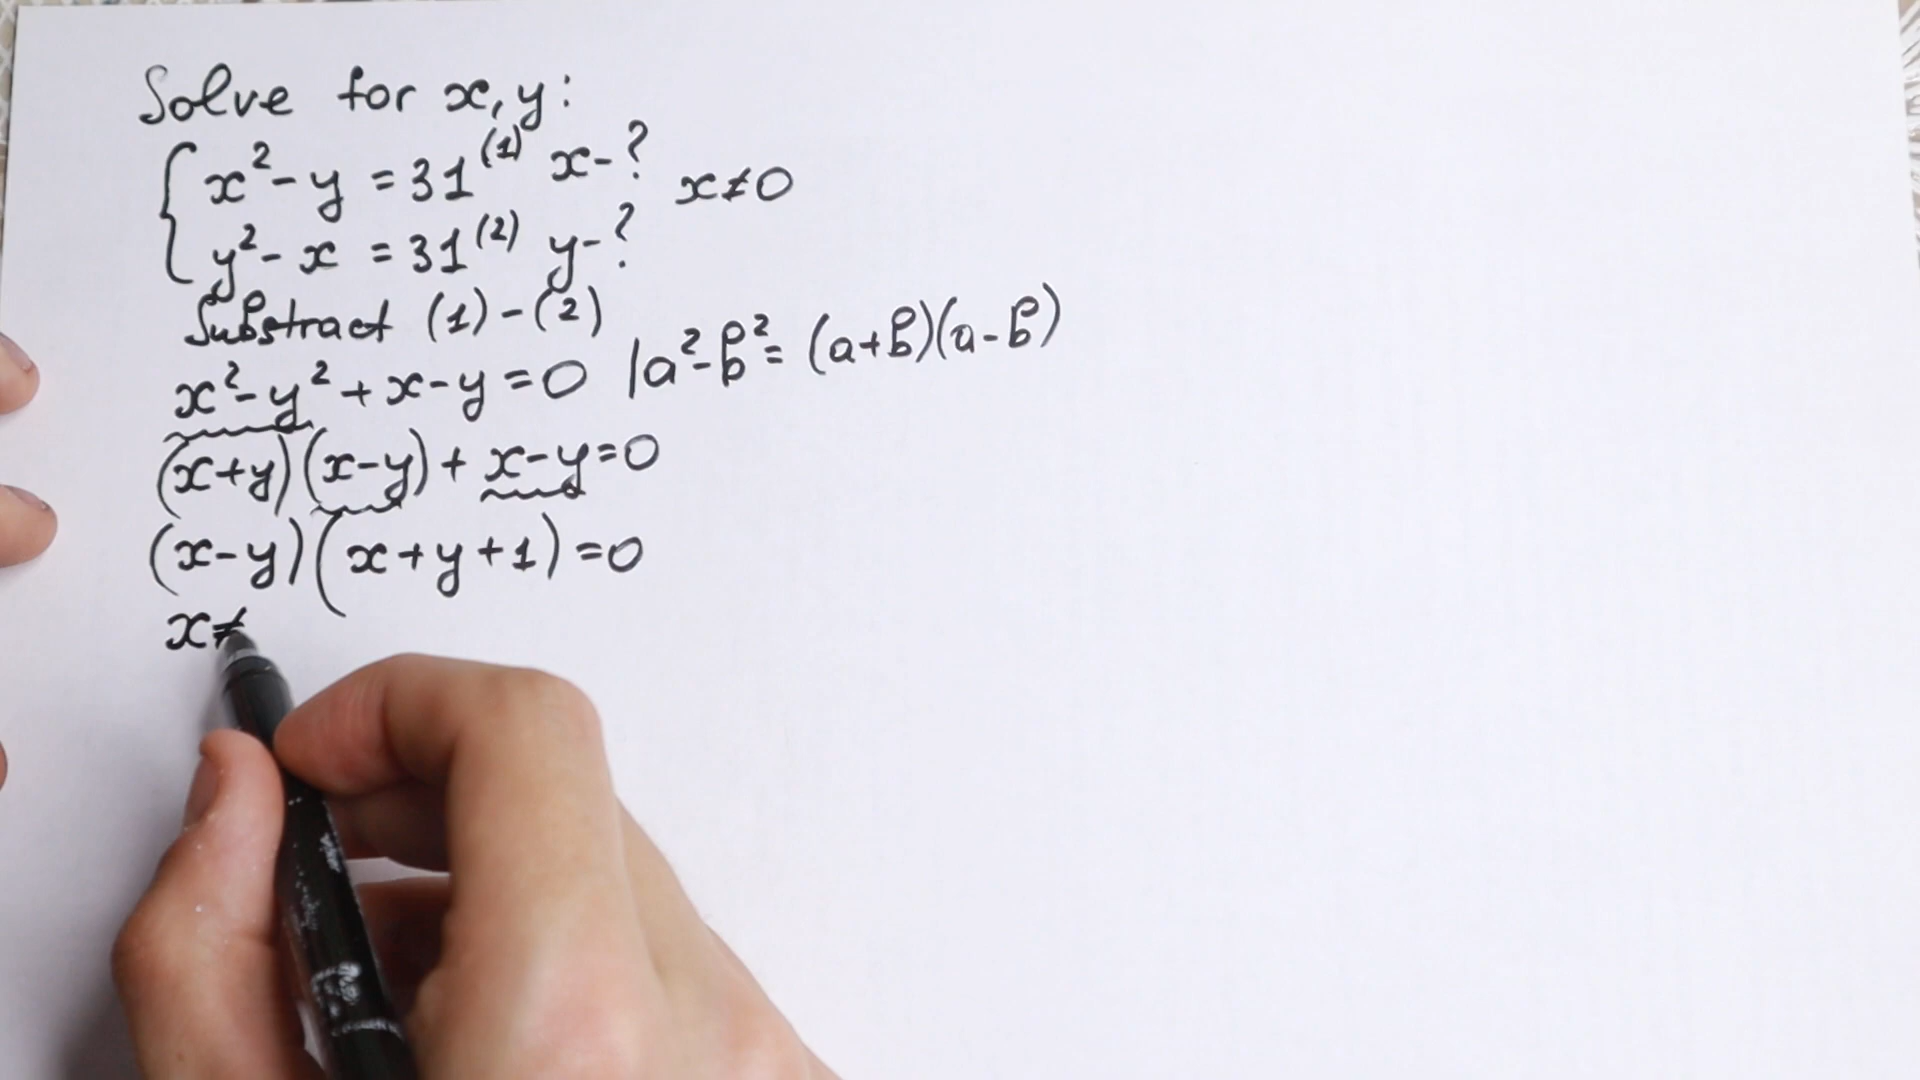 Solve for x, y:
{ x² - y = 31 (1) x - ?
y² - x = 31 (2) y - ?
x ≠ 0
Substract (1) - (2)
x² - y² + x - y = 0 | a² - b² = (a + b)(a - b)
(x + y)(x - y) + x - y = 0
(x - y)(x + y + 1) = 0
x ≠